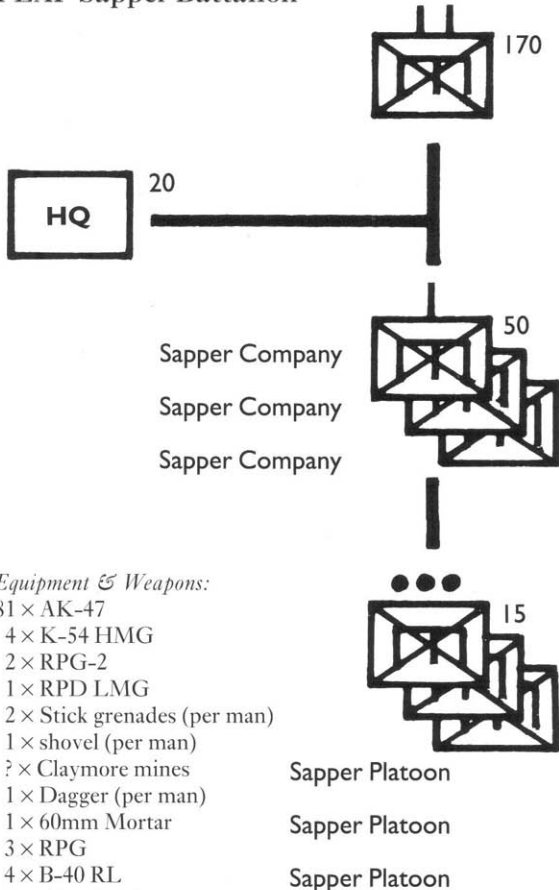 Sapper Battalion
170
HQ
20
50
Sapper Company
Sapper Company
Sapper Company
Equipment & Weapons:
× AK-47
4 × K-54 HMG
2 × RPG-2
1 × RPD LMG
2 × Stick grenades (per man)
1 × shovel (per man)
? × Claymore mines
1 × Dagger (per man)
1 × 60mm Mortar
3 × RPG
4 × B-40 RL
15
Sapper Platoon
Sapper Platoon
Sapper Platoon